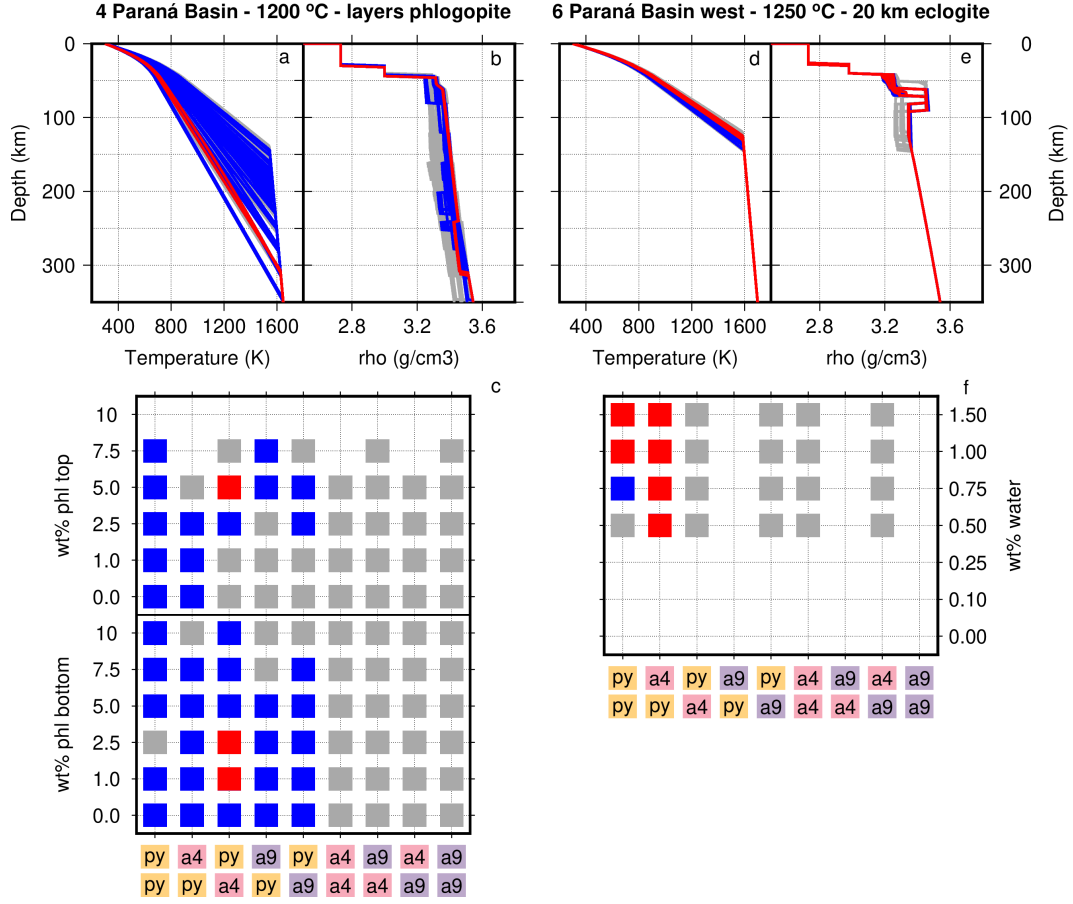 4 Paraná Basin - 1200 ºC - layers phlogopite
6 Paraná Basin west - 1250 ºC - 20 km eclogite
0
100
200
300
Depth (km)
a
b
d
e
0
100
200
300
Depth (km)
400 800 1200 1600
2.8 3.2 3.6
400 800 1200 1600
2.8 3.2 3.6
Temperature (K)
rho (g/cm3)
Temperature (K)
rho (g/cm3)
c
wt% phl top
10
7.5
5.0
2.5
1.0
0.0
wt% phl bottom
10
7.5
5.0
2.5
1.0
0.0
py a4 py a9 py a4 a9 a4 a9
py py a4 py a9 a4 a4 a9 a9
f
1.50
1.00
0.75
0.50
0.25
0.10
0.00
wt% water
py a4 py a9 py a4 a9 a4 a9
py py a4 py a9 a4 a4 a9 a9